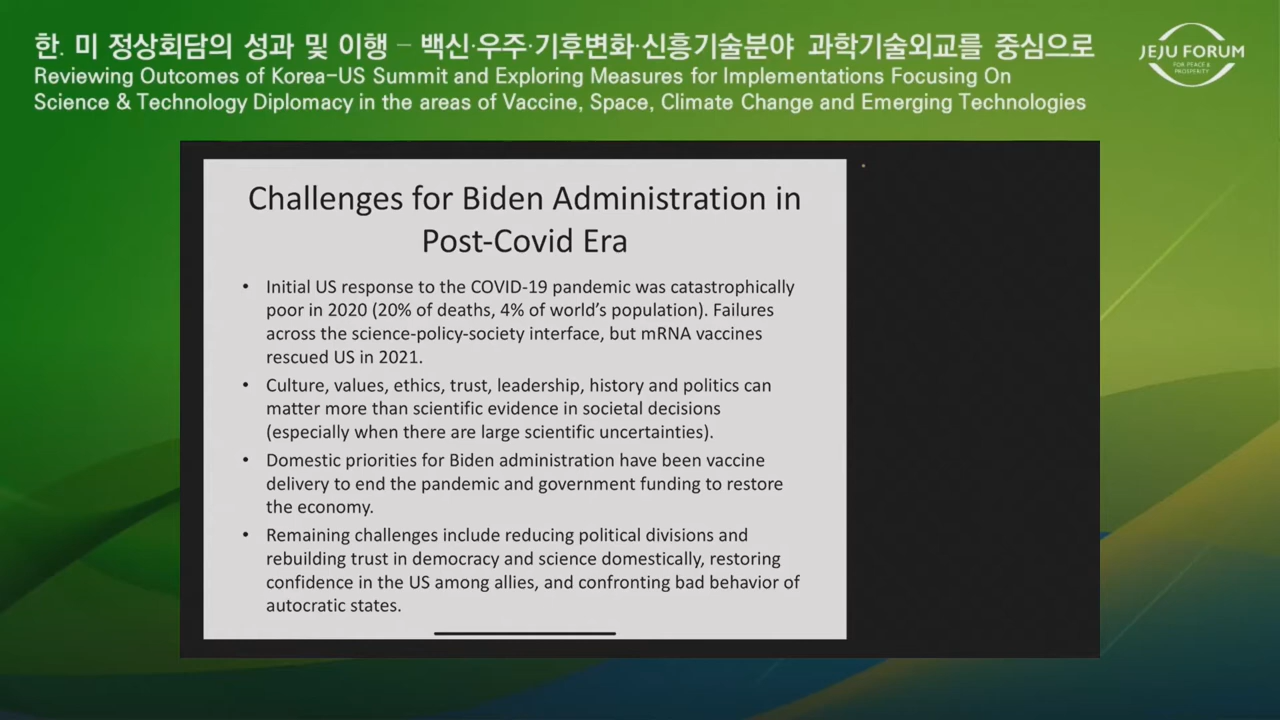 한. 미 정상회담의 성과 및 이행 – 백신·우주·기후변화·신흥기술분야 과학기술외교를 중심으로
Reviewing Outcomes of Korea-US Summit and Exploring Measures for Implementations Focusing On
Science & Technology Diplomacy in the areas of Vaccine, Space, Climate Change and Emerging Technologies
JEJU FORUM
FOR PEACE &
PROSPERITY
Challenges for Biden Administration in
Post-Covid Era
• Initial US response to the COVID-19 pandemic was catastrophically
poor in 2020 (20% of deaths, 4% of world's population). Failures
across the science-policy-society interface, but mRNA vaccines
rescued US in 2021.
• Culture, values, ethics, trust, leadership, history and politics can
matter more than scientific evidence in societal decisions
(especially when there are large scientific uncertainties).
• Domestic priorities for Biden administration have been vaccine
delivery to end the pandemic and government funding to restore
the economy.
• Remaining challenges include reducing political divisions and
rebuilding trust in democracy and science domestically, restoring
confidence in the US among allies, and confronting bad behavior of
autocratic states.